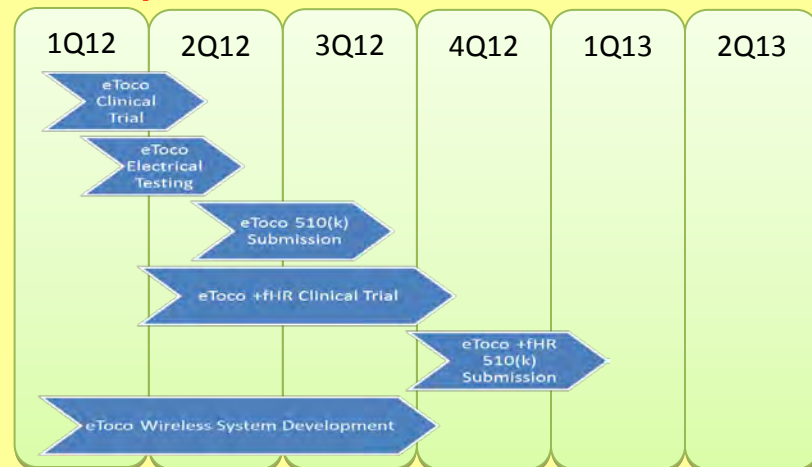 1Q12 2Q12 3Q12 4Q12 1Q13 2Q13
eToco
Clinical
Trial
eToco
Electrical
Testing
eToco 510(k)
Submission
eToco +fHR Clinical Trial
eToco +fHR
510(k)
Submission
eToco Wireless System Development